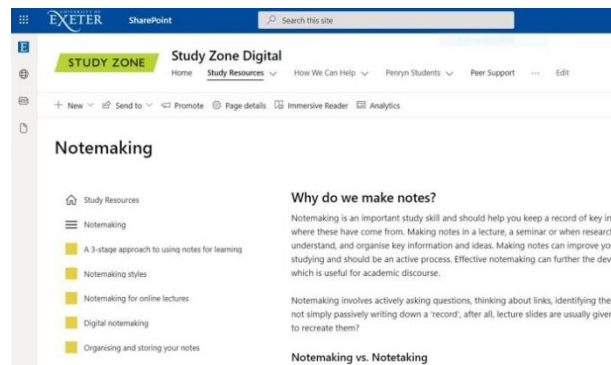 UNIVERSITY OF
EXETER
SharePoint
Search this site
E
STUDY ZONE
Study Zone Digital
Home Study Resources How We Can Help Penryn Students Peer Support ... Edit
+ New Send to Promote Page details Immersive Reader Analytics
Notemaking
Study Resources
Notemaking
A 3-stage approach to using notes for learning
Notemaking styles
Notemaking for online lectures
Digital notemaking
Organising and storing your notes
Why do we make notes?
Notemaking is an important study skill and should help you keep a record of key in
where these have come from. Making notes in a lecture, a seminar or when research
understand, and organise key information and ideas. Making notes can improve yo
studying and should be an active process. Effective notemaking can further the dev
which is useful for academic discourse.
Notemaking involves actively asking questions, thinking about links, identifying the
not simply passively writing down a 'record', after all, lecture slides are usually given
to recreate them?
Notemaking vs. Notetaking